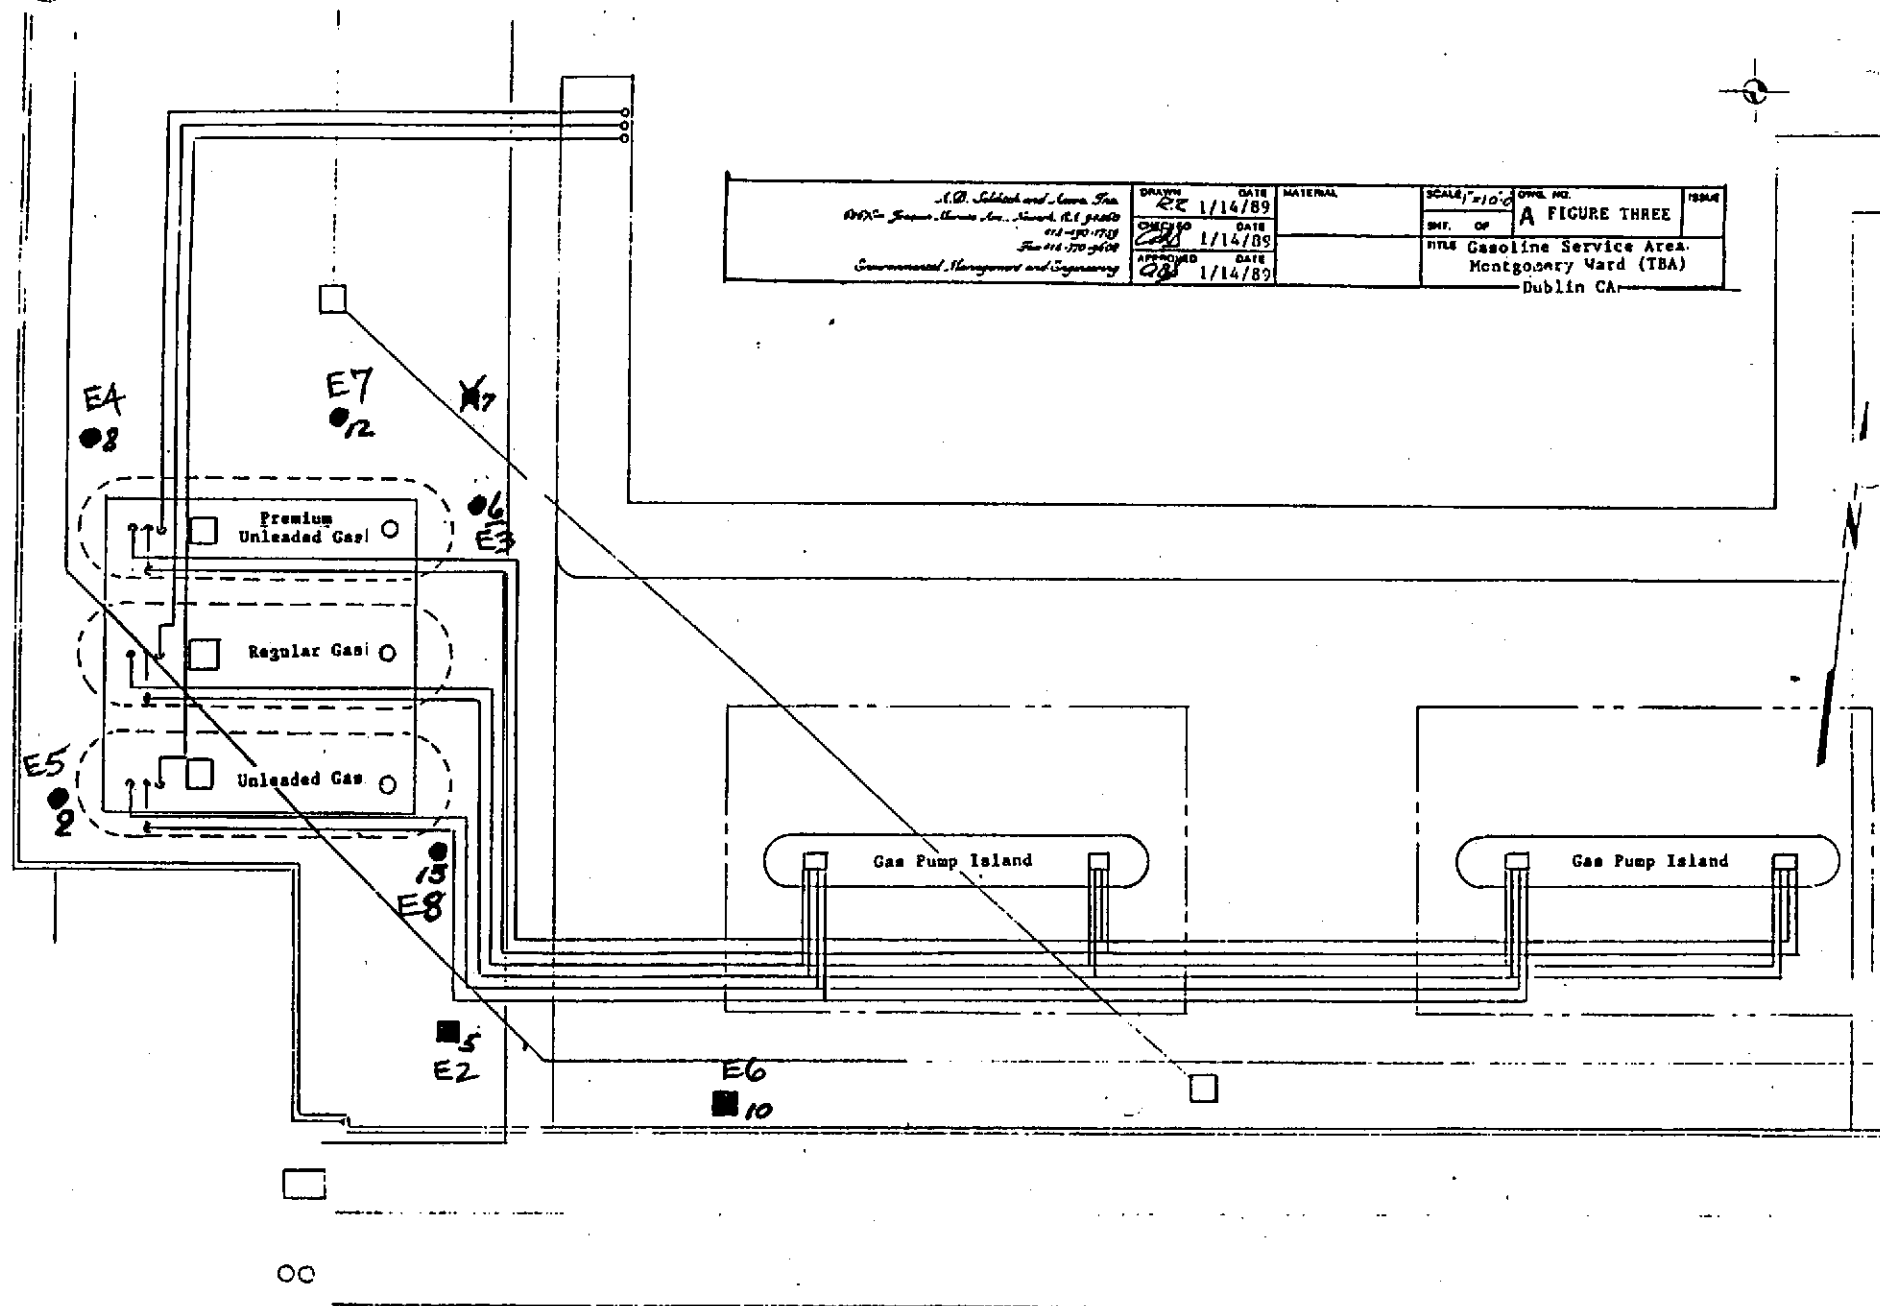 DRAWN DATE
RZ 1/14/89
CHECKED DATE
1/14/89
APPROVED DATE
1/14/89
Environmental Management and Engineering
MATERIAL
SCALE 1"=10'-0
SHT. OF
DWG. NO.
A FIGURE THREE
ISSUE
TITLE Gasoline Service Area
Montgomery Ward (TBA)
Dublin CA
E4
8
E7
12
7
6
E3
Premium
Unleaded Gas
Regular Gas
Unleaded Gas
E5
2
E8
Gas Pump Island
Gas Pump Island
N
5
E2
E6
10